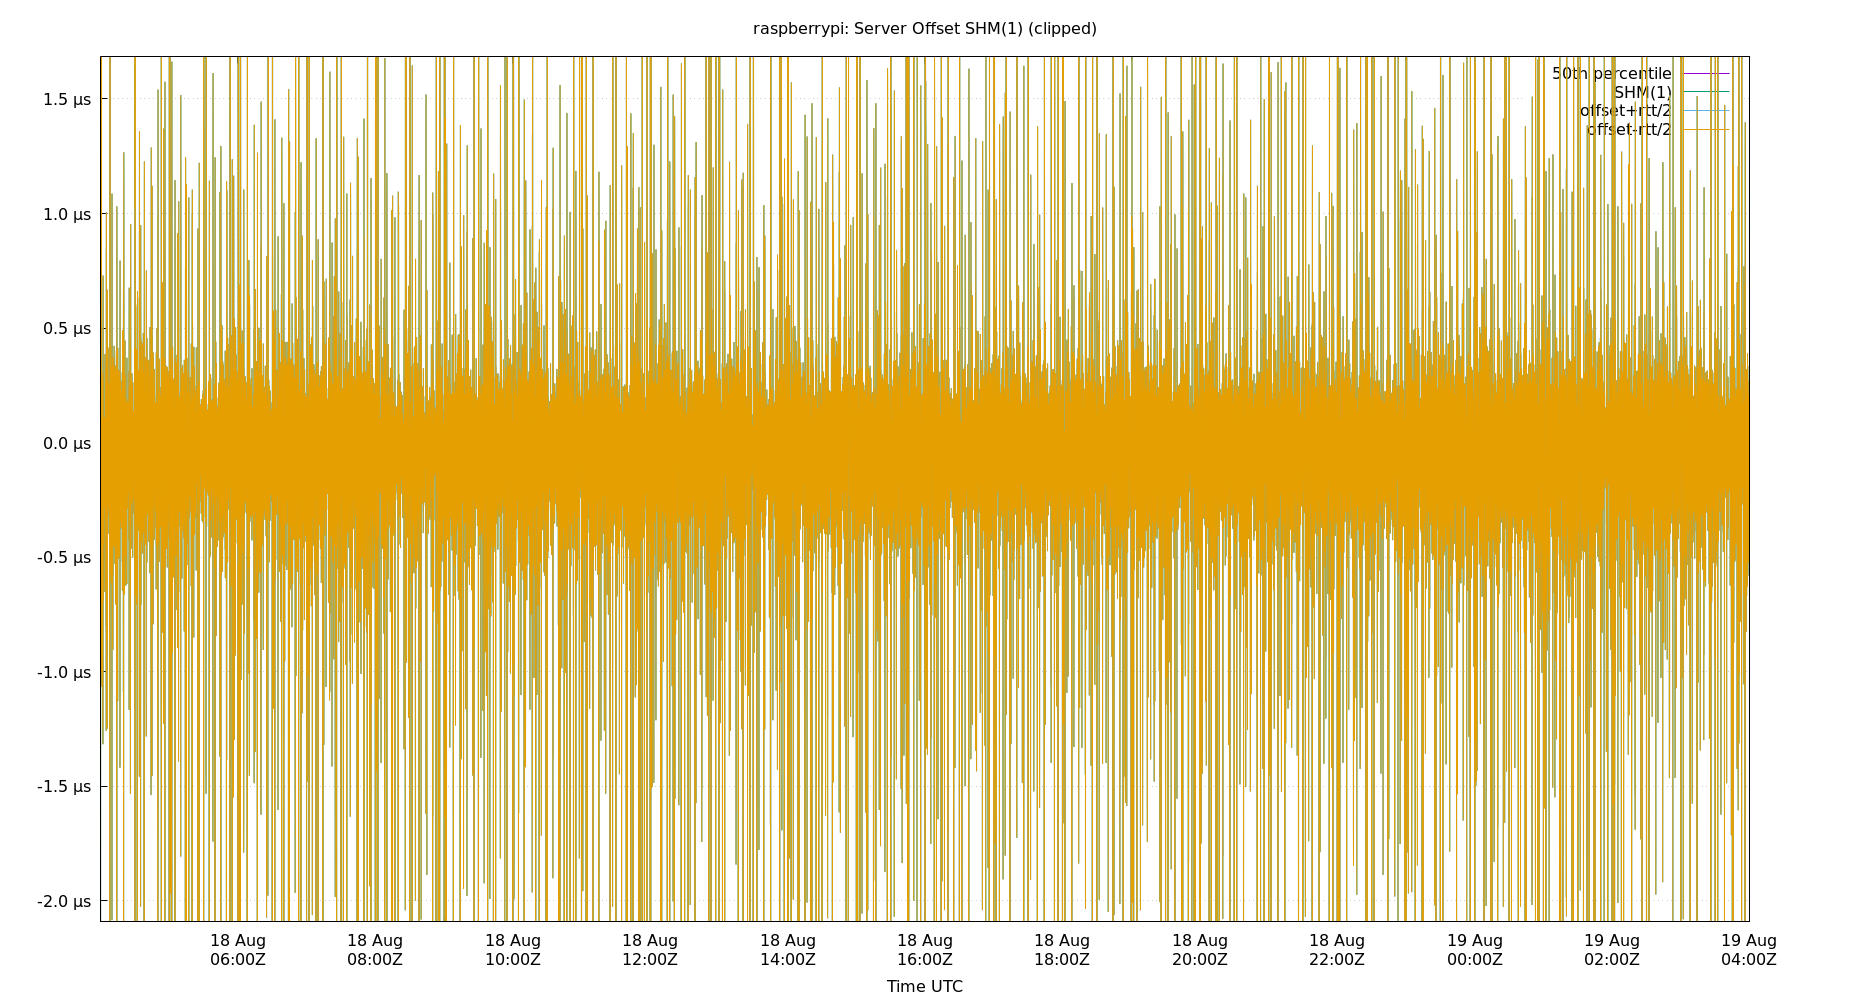 raspberrypi: Server Offset SHM(1) (clipped)
50th percentile
SHM(1)
offset+rtt/2
offset-rtt/2
1.5 µs
1.0 µs
0.5 µs
0.0 µs
-0.5 µs
-1.0 µs
-1.5 µs
-2.0 µs
18 Aug 18 Aug 18 Aug 18 Aug 18 Aug 18 Aug 18 Aug 18 Aug 18 Aug 19 Aug 19 Aug 19 Aug
06:00Z 08:00Z 10:00Z 12:00Z 14:00Z 16:00Z 18:00Z 20:00Z 22:00Z 00:00Z 02:00Z 04:00Z
Time UTC